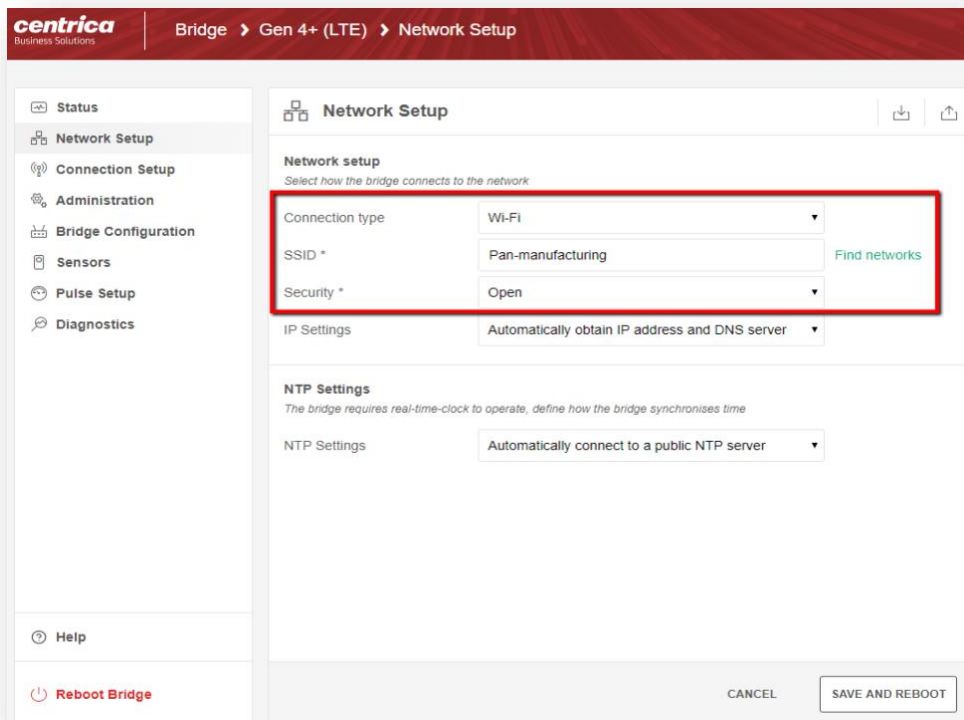 centrica
Business Solutions
Bridge > Gen 4+ (LTE) > Network Setup
Status
Network Setup
Connection Setup
Administration
Bridge Configuration
Sensors
Pulse Setup
Diagnostics
Help
Reboot Bridge
Network Setup
Network setup
Select how the bridge connects to the network
Connection type Wi-Fi
SSID * Pan-manufacturing Find networks
Security * Open
IP Settings Automatically obtain IP address and DNS server
NTP Settings
The bridge requires real-time-clock to operate, define how the bridge synchronises time
NTP Settings Automatically connect to a public NTP server
CANCEL SAVE AND REBOOT